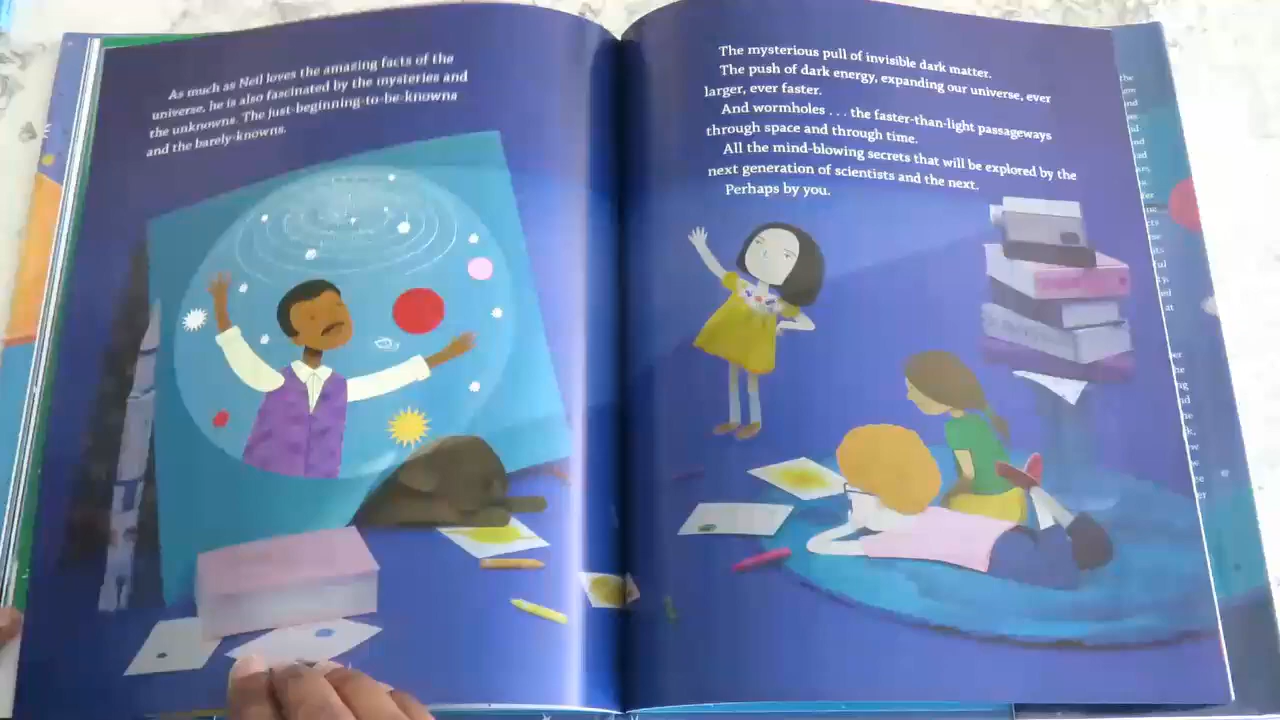 As much as Neil loves the amazing facts of the
universe, he is also fascinated by the mysteries and
the unknowns. The just-beginning-to-be-knowns
and the barely-knowns.
The mysterious pull of invisible dark matter.
The push of dark energy, expanding our universe, ever
larger, ever faster.
And wormholes . . . the faster-than-light passageways
through space and through time.
All the mind-blowing secrets that will be explored by the
next generation of scientists and the next.
Perhaps by you.